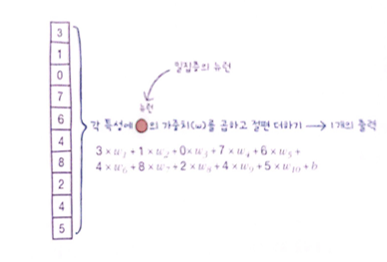 3
1
0
7
6
4
8
2
4
5
밀집층의 뉴런
뉴런
각 특성에 의 가중치(w)를 곱하고 절편 더하기 → 1개의 출력
3×w₁+1×w₂+0×w₃+7×w₄+6×w₅+
4×w₆+8×w₇+2×w₈+4×w₉+5×w₁₀+b